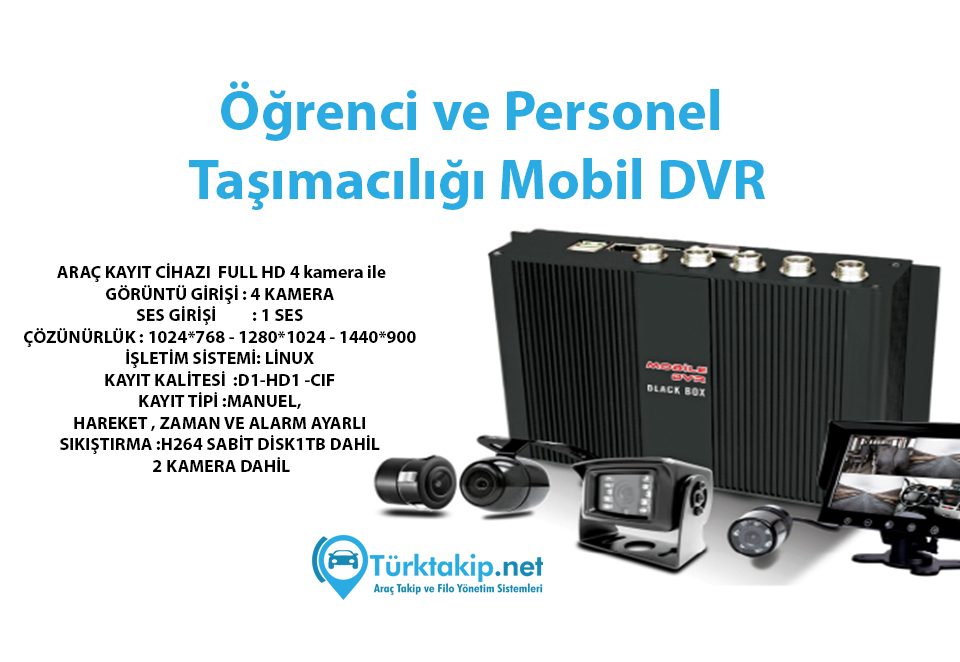 Öğrenci ve Personel
Taşımacılığı Mobil DVR
ARAÇ KAYIT CİHAZI FULL HD 4 kamera ile
GÖRÜNTÜ GİRİŞİ : 4 KAMERA
SES GİRİŞİ : 1 SES
ÇÖZÜNÜRLÜK : 1024*768 - 1280*1024 - 1440*900
İŞLETİM SİSTEMİ: LİNUX
KAYIT KALİTESİ :D1-HD1 -CIF
KAYIT TİPİ :MANUEL,
HAREKET , ZAMAN VE ALARM AYARLI
SIKIŞTIRMA :H264 SABİT DİSK1TB DAHİL
2 KAMERA DAHİL
MOBILE
DVR
BLACK BOX
Türktakip.net
Araç Takip ve Filo Yönetim Sistemleri